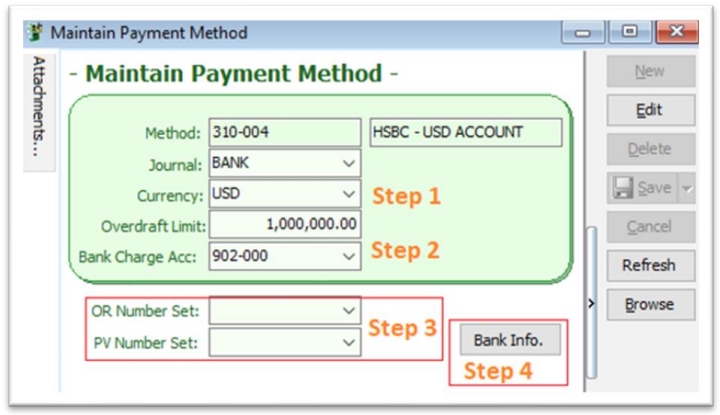 Maintain Payment Method
Attachments...
- Maintain Payment Method -
Method: 310-004 HSBC - USD ACCOUNT
Journal: BANK
Currency: USD Step 1
Overdraft Limit: 1,000,000.00
Bank Charge Acc: 902-000 Step 2
OR Number Set:
PV Number Set: Step 3
Bank Info.
Step 4
New
Edit
Delete
Save
Cancel
Refresh
Browse